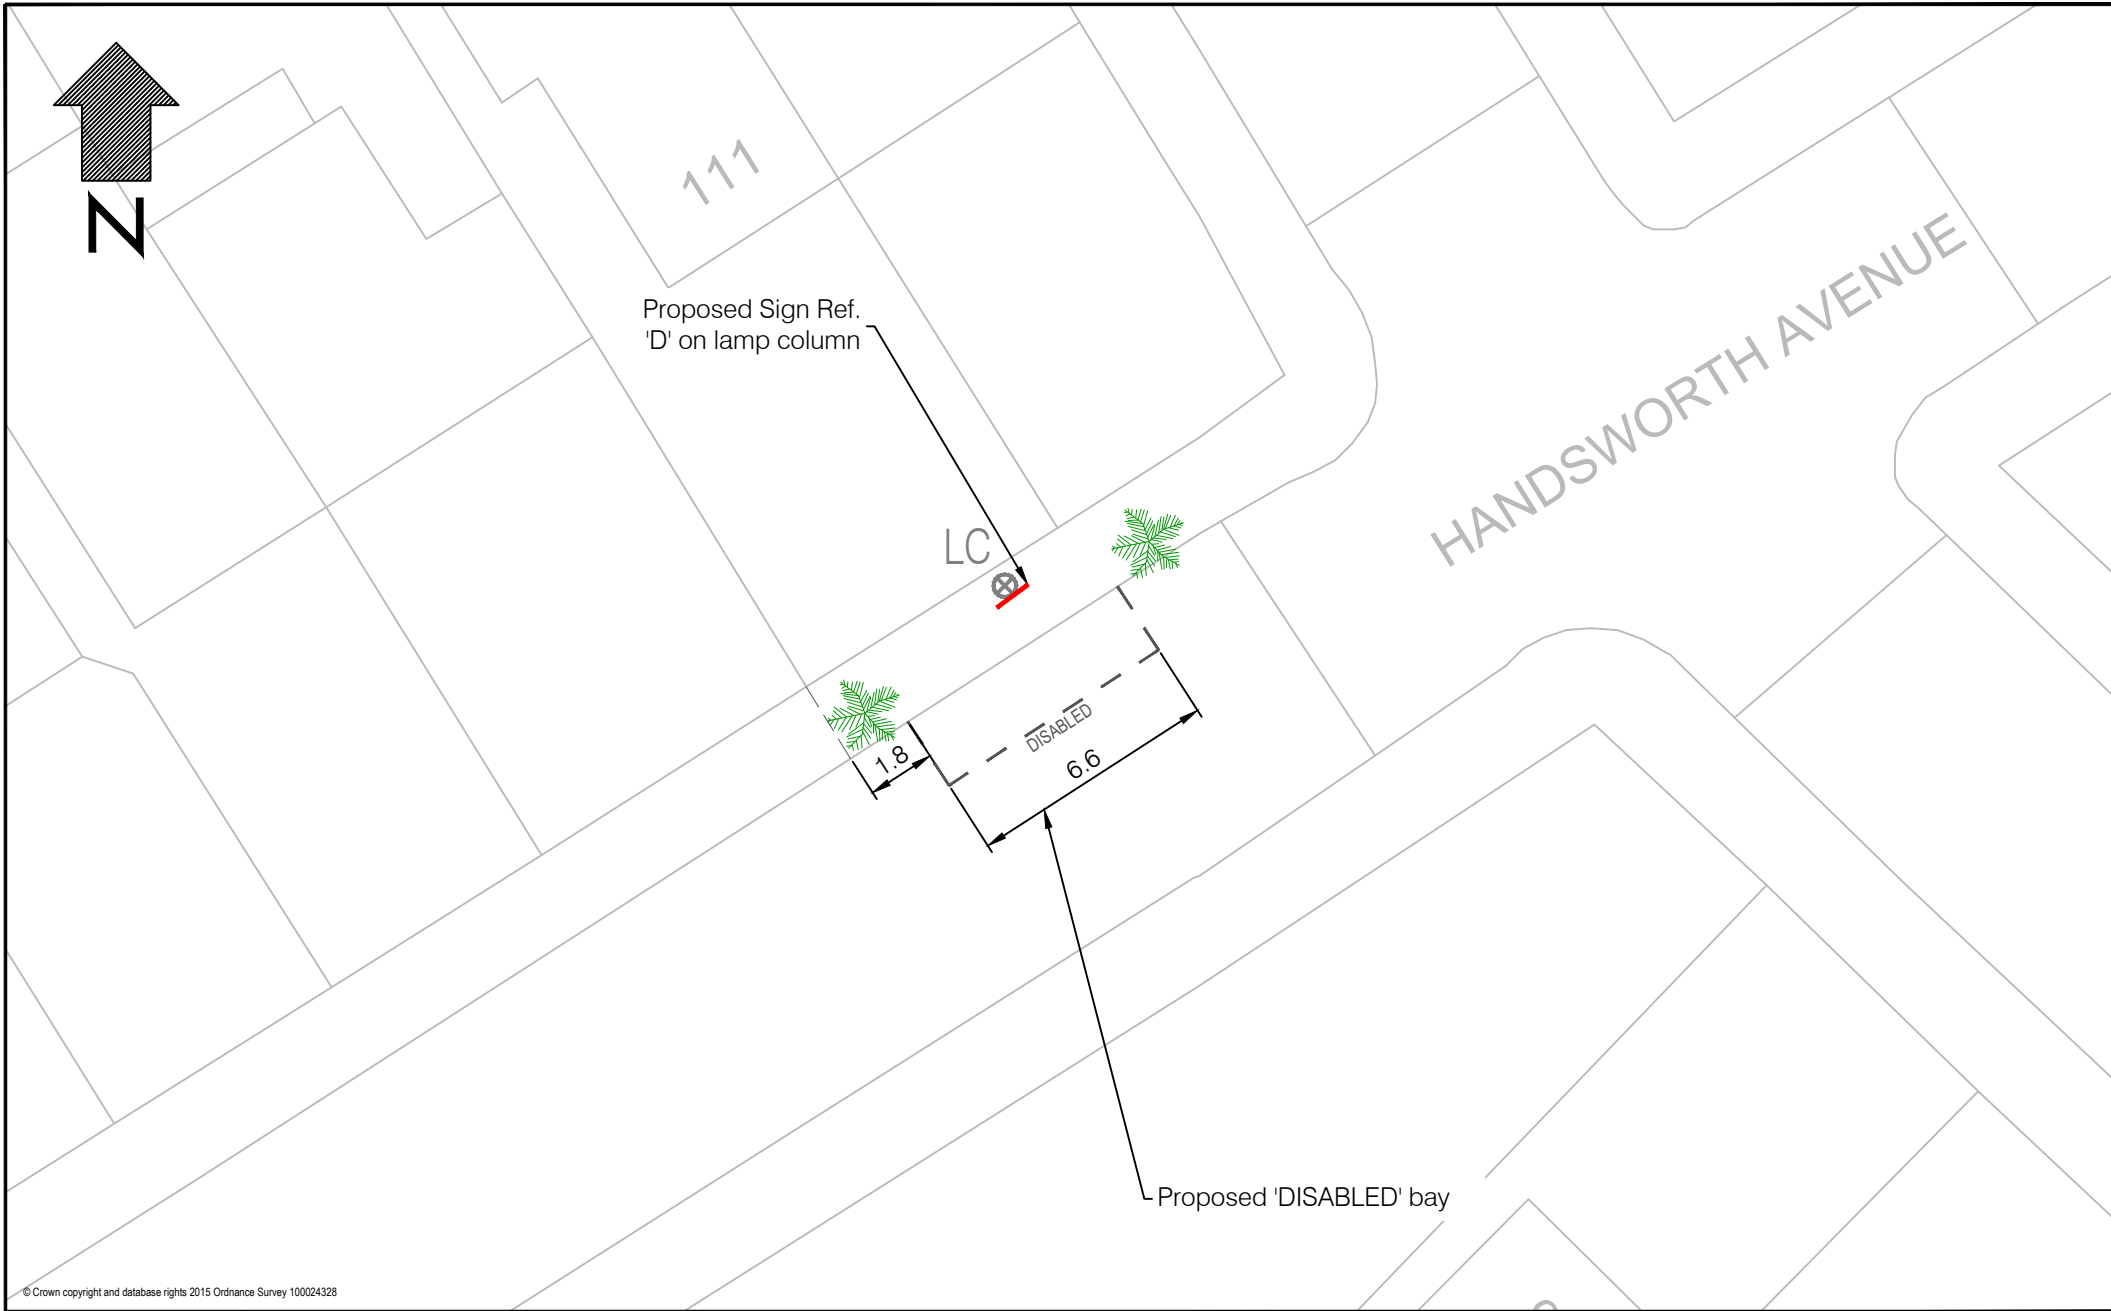 N
111
Proposed Sign Ref.
'D' on lamp column
HANDSWORTH AVENUE
LC
DISABLED
1.8
6.6
Proposed 'DISABLED' bay
© Crown copyright and database rights 2015 Ordnance Survey 100024328